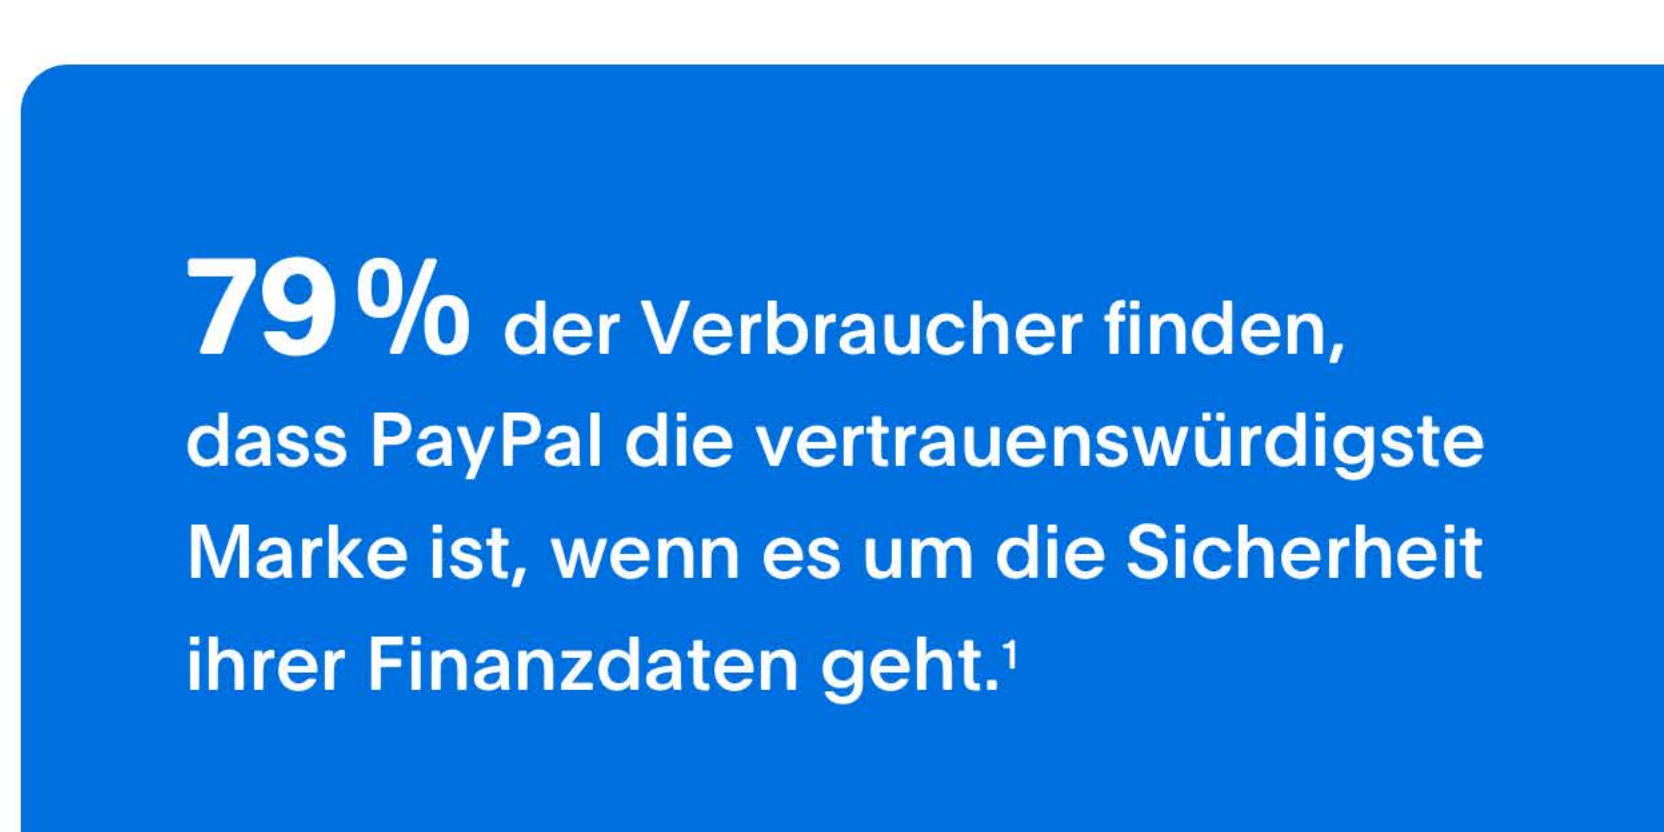 79 % der Verbraucher finden,
dass PayPal die vertrauenswürdigste
Marke ist, wenn es um die Sicherheit
ihrer Finanzdaten geht.¹